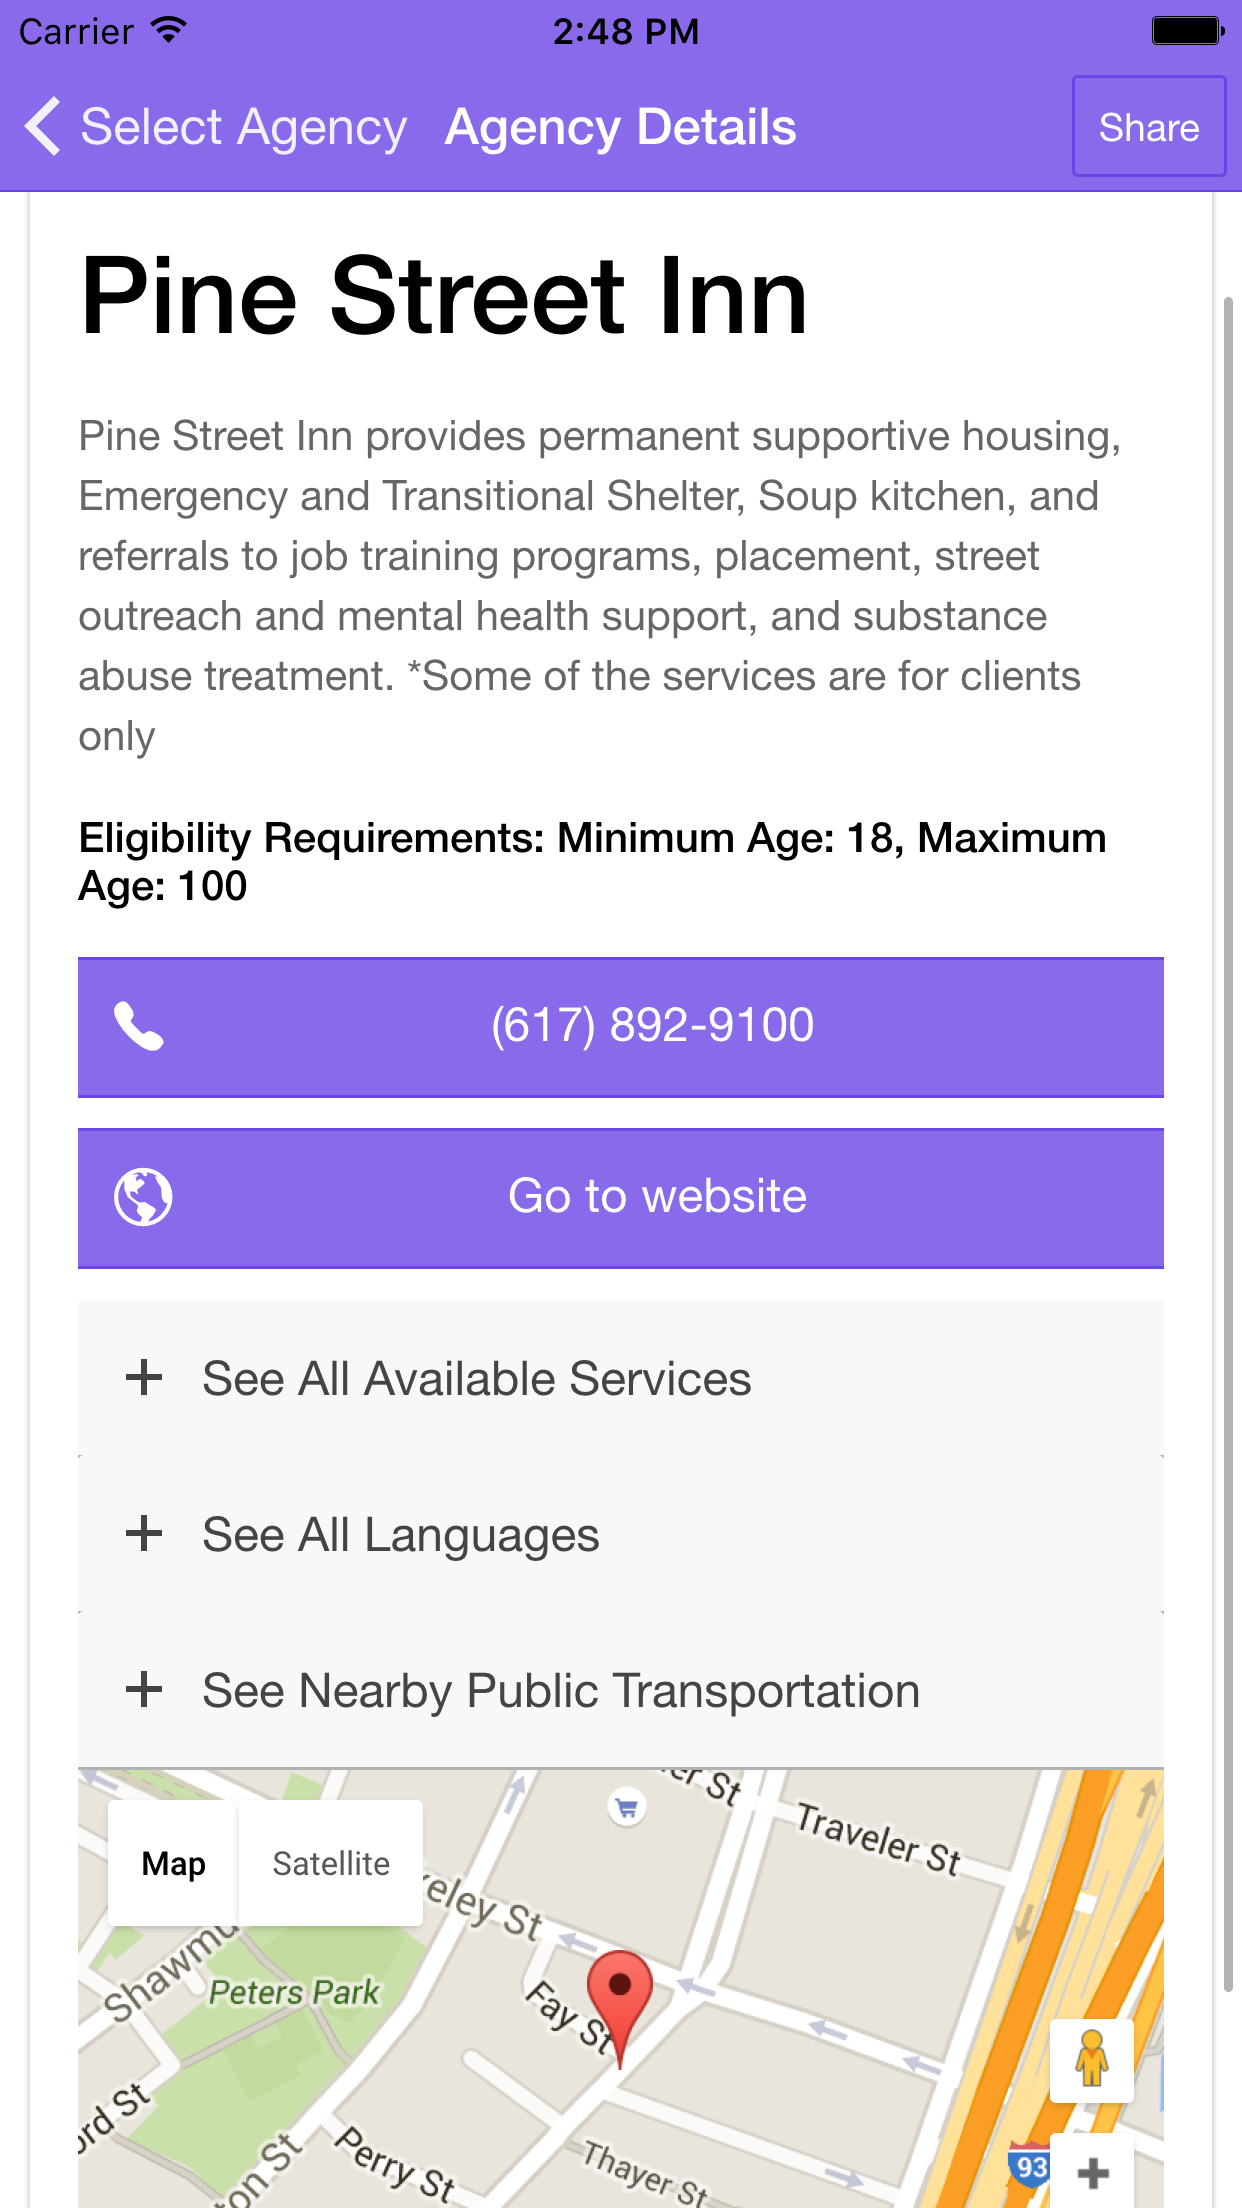 Carrier 2:48 PM
Select Agency Agency Details Share
Pine Street Inn
Pine Street Inn provides permanent supportive housing,
Emergency and Transitional Shelter, Soup kitchen, and
referrals to job training programs, placement, street
outreach and mental health support, and substance
abuse treatment. *Some of the services are for clients
only
Eligibility Requirements: Minimum Age: 18, Maximum
Age: 100
(617) 892-9100
Go to website
+ See All Available Services
+ See All Languages
+ See Nearby Public Transportation
er St
Traveler St
Map Satellite
keley St
Shawmu
Peters Park
Fay St
rd St
ton St
Perry St
Thayer St
93
+